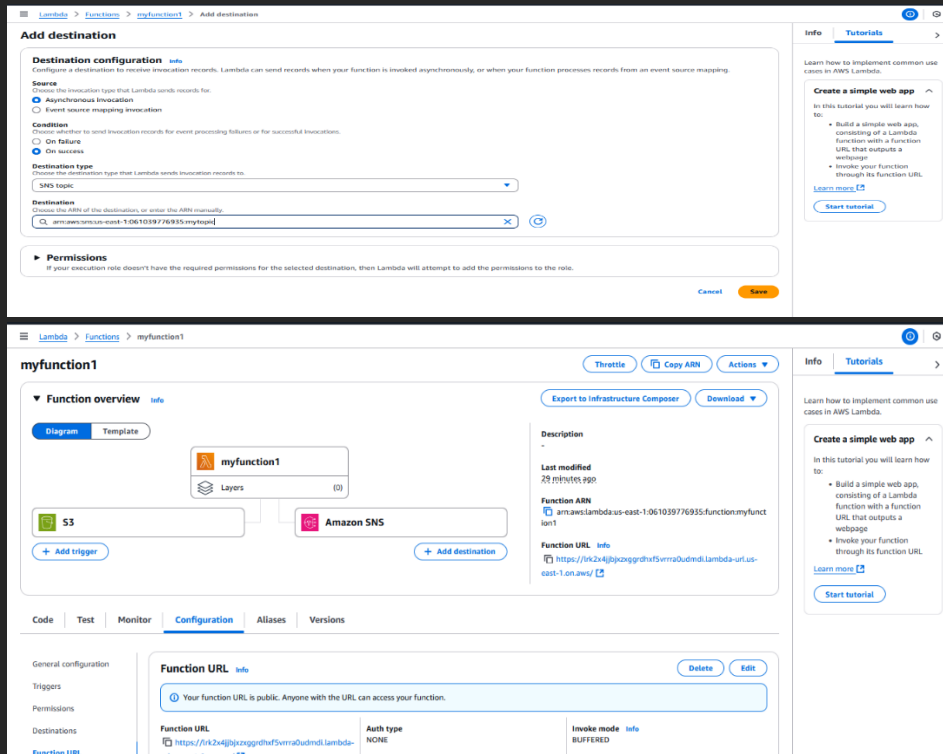 Lambda > Functions > myfunction1 > Add destination
Add destination
Destination configuration Info
Configure a destination to receive invocation records. Lambda can send records when your function is invoked asynchronously, or when your function processes records from an event source mapping.
Source
Choose the invocation type that Lambda sends records for.
Asynchronous invocation
Event source mapping invocation
Condition
Choose whether to send invocation records for event processing failures or for successful invocations.
On failure
On success
Destination type
Choose the destination type that Lambda sends invocation records to.
SNS topic
Destination
Choose the ARN of the destination, or enter the ARN manually.
arn:aws:sns:us-east-1:061039776935:mytopic
Permissions
If your execution role doesn't have the required permissions for the selected destination, then Lambda will attempt to add the permissions to the role.
Cancel Save
Info Tutorials
Learn how to implement common use
cases in AWS Lambda.
Create a simple web app
In this tutorial you will learn how
to:
• Build a simple web app,
consisting of a Lambda
function with a function
URL that outputs a
webpage
• Invoke your function
through its function URL
Learn more
Start tutorial
Lambda > Functions > myfunction1
myfunction1
Throttle Copy ARN Actions
Function overview Info
Export to Infrastructure Composer Download
Diagram Template
myfunction1
Layers (0)
S3
Amazon SNS
+ Add trigger
+ Add destination
Description
-
Last modified
29 minutes ago
Function ARN
arn:aws:lambda:us-east-1:061039776935:function:myfunct
ion1
Function URL Info
east-1.on.aws/
Info Tutorials
Learn how to implement common use
cases in AWS Lambda.
Create a simple web app
In this tutorial you will learn how
to:
• Build a simple web app,
consisting of a Lambda
function with a function
URL that outputs a
webpage
• Invoke your function
through its function URL
Learn more
Start tutorial
Code Test Monitor Configuration Aliases Versions
General configuration
Triggers
Permissions
Destinations
Function URL
Function URL Info
Delete Edit
Your function URL is public. Anyone with the URL can access your function.
Function URL
Auth type
NONE
Invoke mode Info
BUFFERED